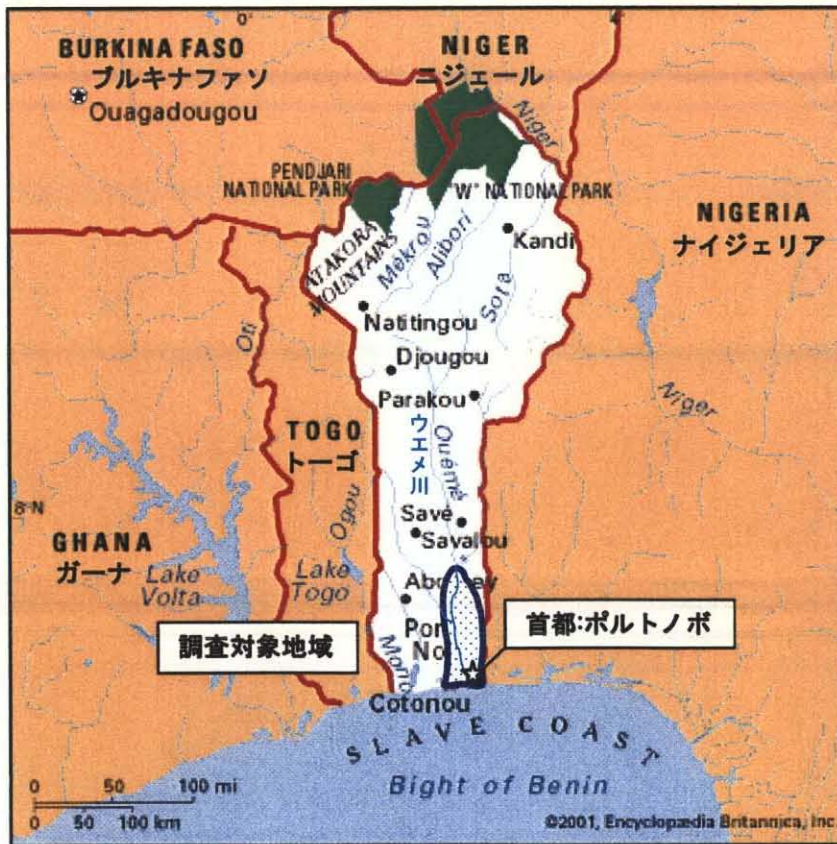 0°
4°
BURKINA FASO
ブルキナファソ
Ouagadougou
NIGER
ニジェール
Niger
PENDJARI
NATIONAL PARK
"W" NATIONAL PARK
ATAKORA
MOUNTAINS
Mékrou
Alibori
Sota
Kandi
NIGERIA
ナイジェリア
Natitingou
Djougou
Parakou
Oti
Niger
TOGO
トーゴ
ウエメ川
Ouémé
8°N
Ogou
Savé
Savalou
GHANA
ガーナ
Lake
Volta
Lake
Togo
調査対象地域
首都:ポルトノボ
Mono
Cotonou
SLAVE COAST
Bight of Benin
0 50 100 mi
0 50 100 km
©2001, Encyclopædia Britannica, Inc